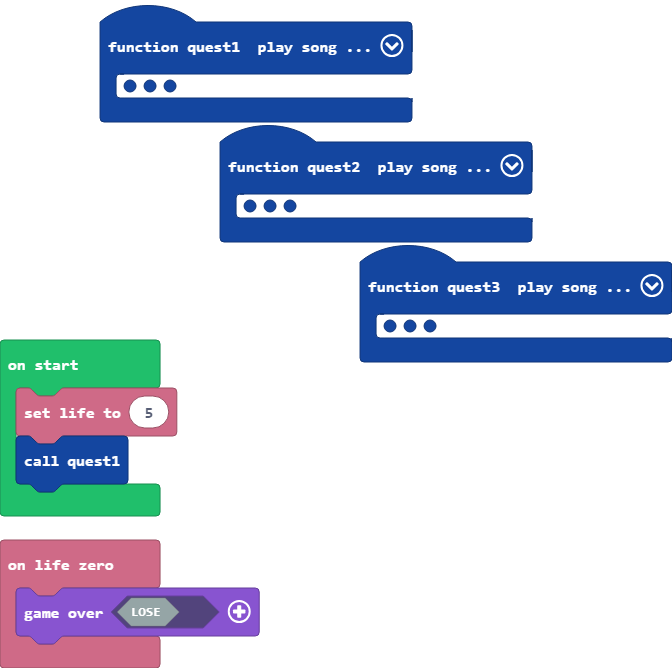 function quest1 play song ...
function quest2 play song ...
function quest3 play song ...
on start
set life to 5
call quest1
on life zero
game over LOSE